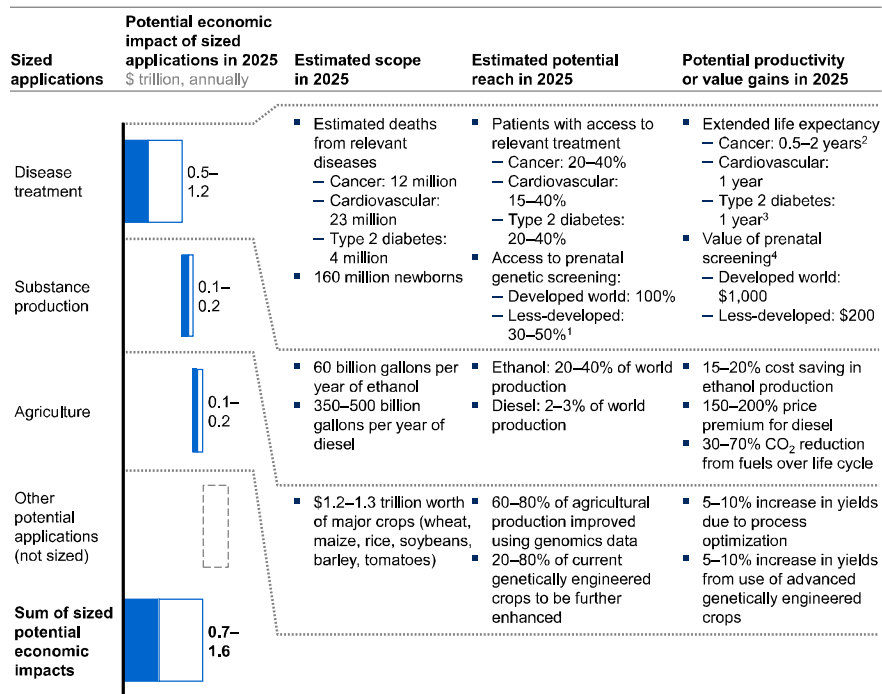 Sized
applications
Potential economic
impact of sized
applications in 2025
$ trillion, annually
Estimated scope
in 2025
Estimated potential
reach in 2025
Potential productivity
or value gains in 2025
Disease
treatment
0.5–
1.2
▪ Estimated deaths
from relevant
diseases
– Cancer: 12 million
– Cardiovascular:
23 million
– Type 2 diabetes:
4 million
▪ 160 million newborns
▪ Patients with access to
relevant treatment
– Cancer: 20–40%
– Cardiovascular:
15–40%
– Type 2 diabetes:
20–40%
▪ Access to prenatal
genetic screening:
– Developed world: 100%
– Less-developed:
30–50%¹
▪ Extended life expectancy
– Cancer: 0.5–2 years²
– Cardiovascular:
1 year
– Type 2 diabetes:
1 year³
▪ Value of prenatal
screening⁴
– Developed world:
$1,000
– Less-developed: $200
Substance
production
0.1–
0.2
▪ 60 billion gallons per
year of ethanol
▪ 350–500 billion
gallons per year of
diesel
▪ Ethanol: 20–40% of world
production
▪ Diesel: 2–3% of world
production
▪ 15–20% cost saving in
ethanol production
▪ 150–200% price
premium for diesel
▪ 30–70% CO₂ reduction
from fuels over life cycle
Agriculture
0.1–
0.2
▪ $1.2–1.3 trillion worth
of major crops (wheat,
maize, rice, soybeans,
barley, tomatoes)
▪ 60–80% of agricultural
production improved
using genomics data
▪ 20–80% of current
genetically engineered
crops to be further
enhanced
▪ 5–10% increase in yields
due to process
optimization
▪ 5–10% increase in yields
from use of advanced
genetically engineered
crops
Other
potential
applications
(not sized)
Sum of sized
potential
economic
impacts
0.7–
1.6